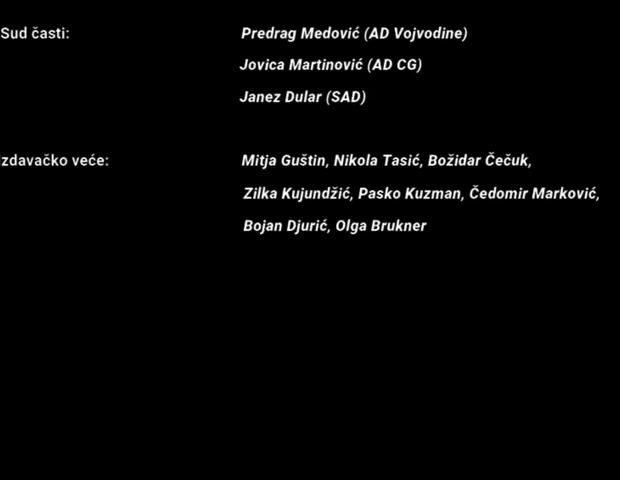 Sud časti: Predrag Medović (AD Vojvodine)
Jovica Martinović (AD CG)
Janez Dular (SAD)
zdavačko veće: Mitja Guštin, Nikola Tasić, Božidar Čečuk,
Zilka Kujundžić, Pasko Kuzman, Čedomir Marković,
Bojan Djurić, Olga Brukner